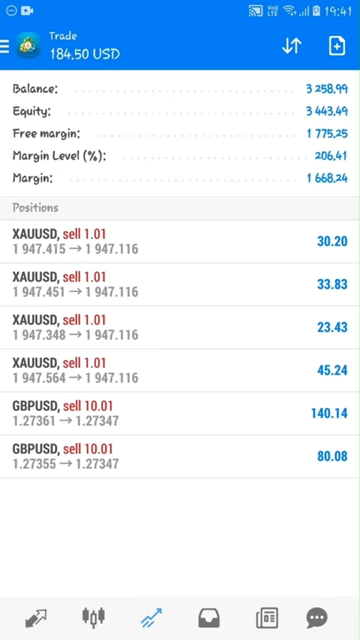 19:41
Trade
184.50 USD
Balance: 3 258.99
Equity: 3 443.49
Free margin: 1 775.25
Margin Level (%): 206.41
Margin: 1 668.24
Positions
XAUUSD, sell 1.01
1 947.415 → 1 947.116
30.20
XAUUSD, sell 1.01
1 947.451 → 1 947.116
33.83
XAUUSD, sell 1.01
1 947.348 → 1 947.116
23.43
XAUUSD, sell 1.01
1 947.564 → 1 947.116
45.24
GBPUSD, sell 10.01
1.27361 → 1.27347
140.14
GBPUSD, sell 10.01
1.27355 → 1.27347
80.08